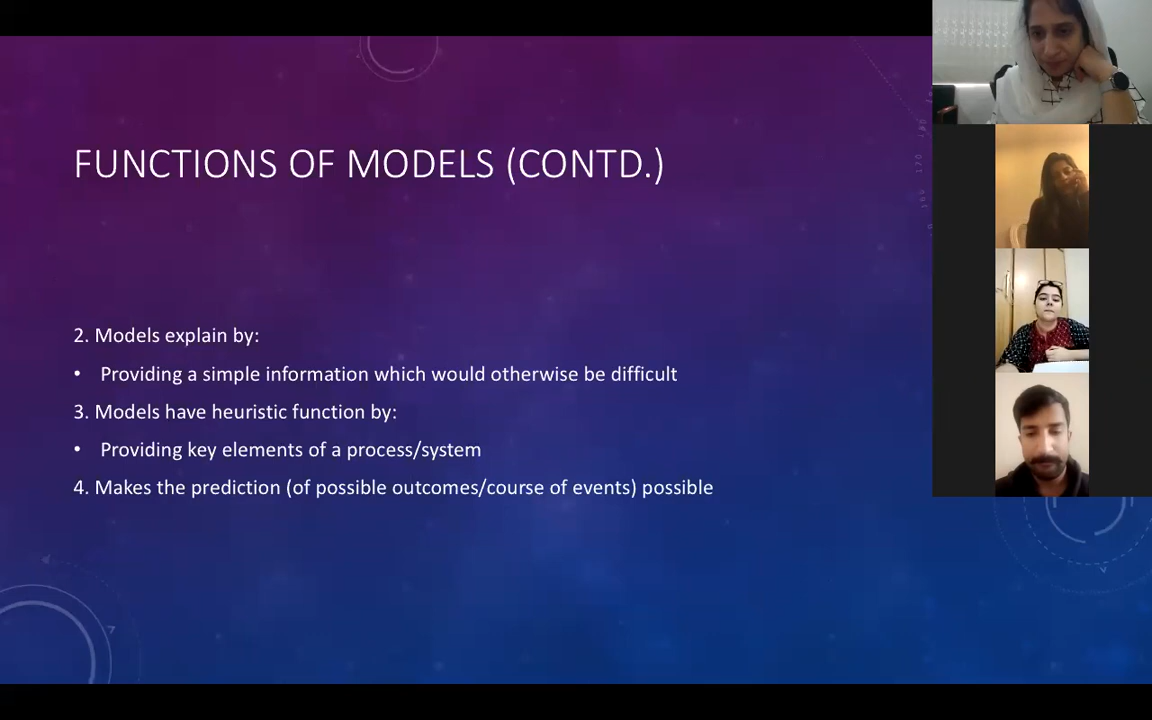 FUNCTIONS OF MODELS (CONTD.)
2. Models explain by:
• Providing a simple information which would otherwise be difficult
3. Models have heuristic function by:
• Providing key elements of a process/system
4. Makes the prediction (of possible outcomes/course of events) possible